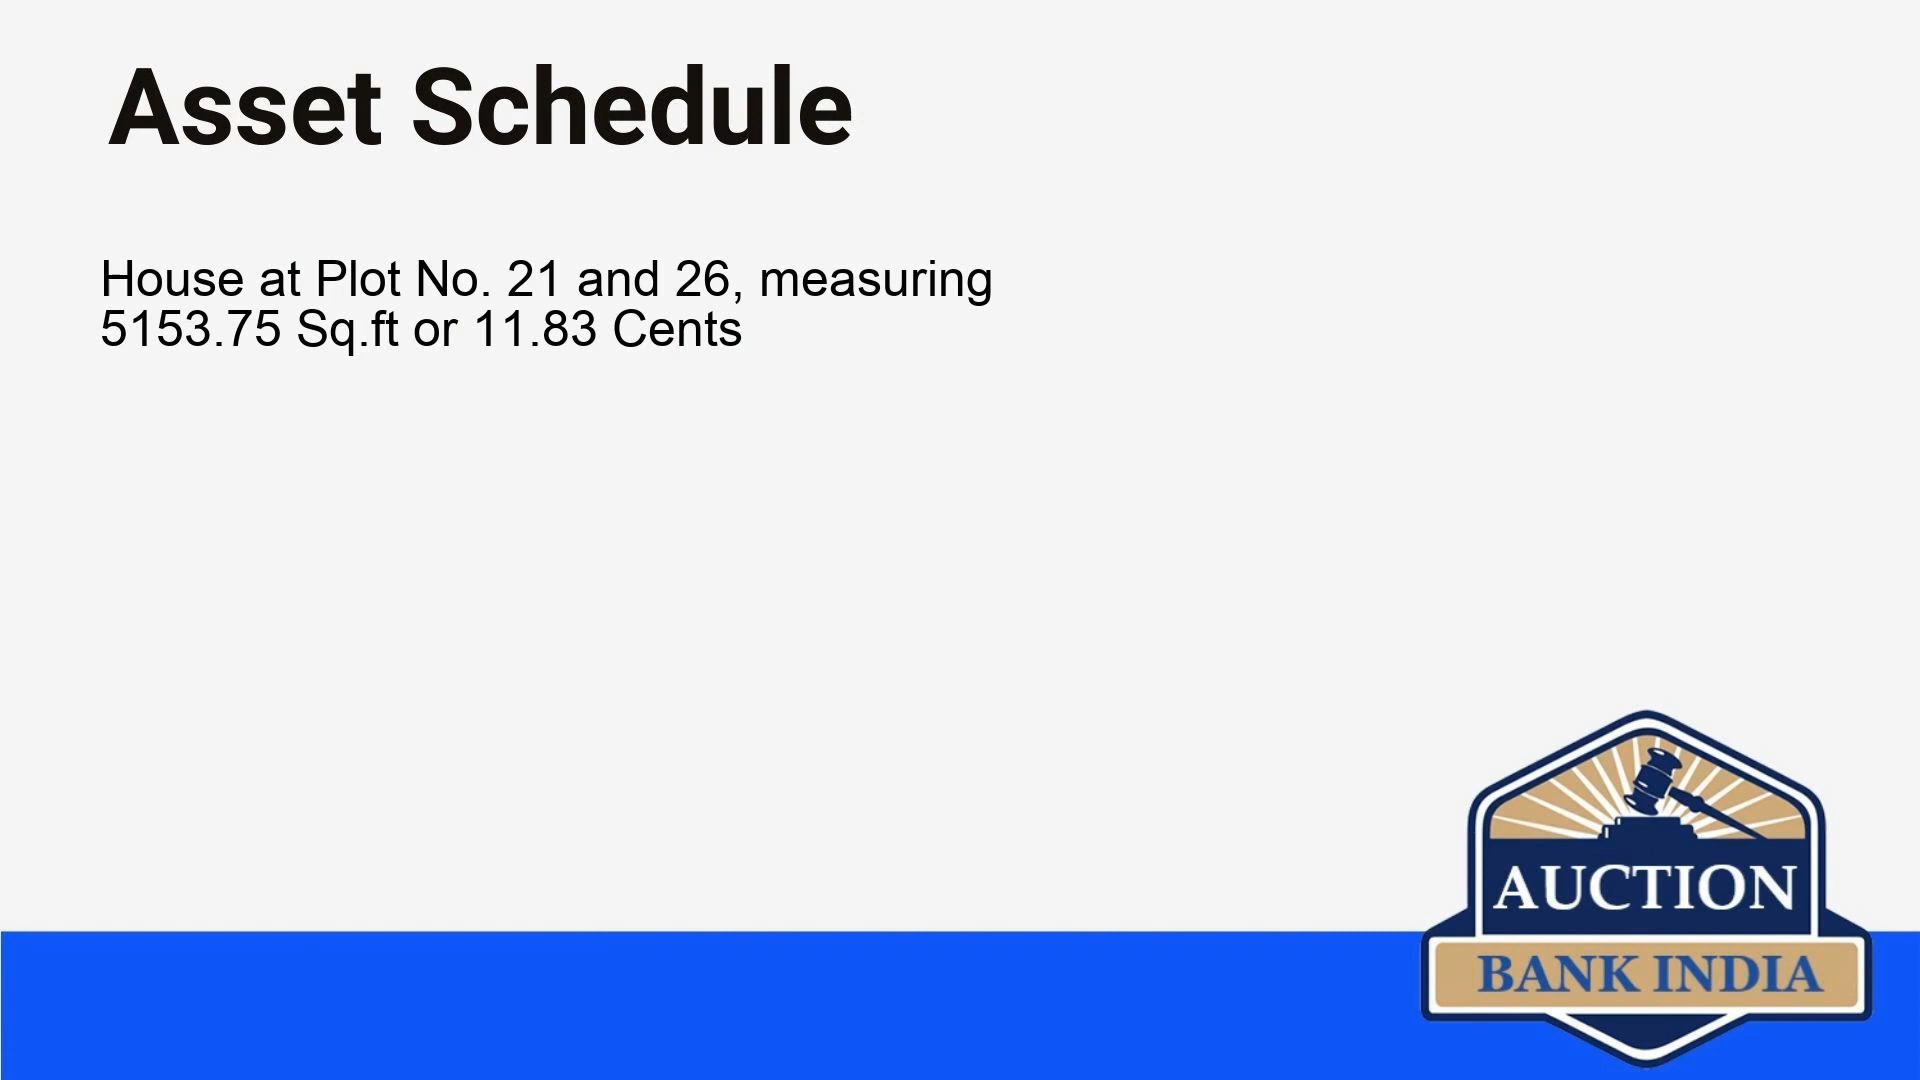 Asset Schedule
House at Plot No. 21 and 26, measuring
5153.75 Sq.ft or 11.83 Cents
AUCTION
BANK INDIA